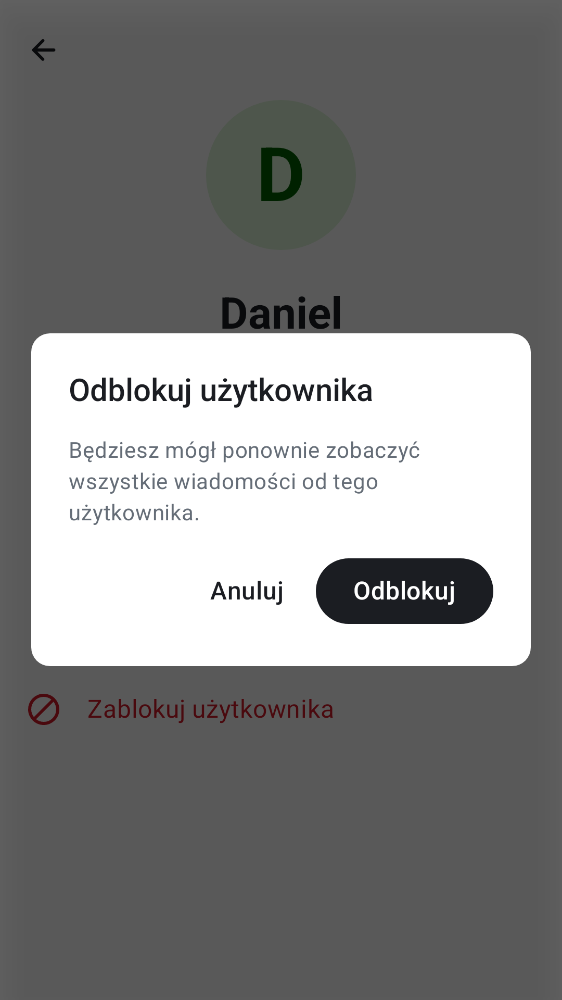 D
Daniel
Odblokuj użytkownika
Będziesz mógł ponownie zobaczyć
wszystkie wiadomości od tego
użytkownika.
Anuluj
Odblokuj
Zablokuj użytkownika